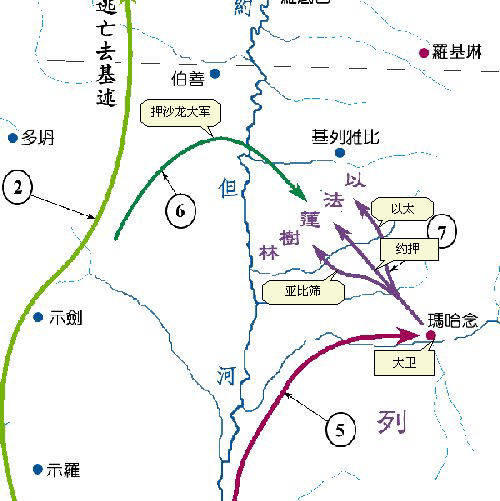 逃亡去基述
約
羅基琳
伯善
押沙龙大军
多坍
基列雅比
但
以
法
蓮
樹
林
以太
2
6
7
约押
亚比筛
示劍
瑪哈念
河
大卫
列
5
示羅